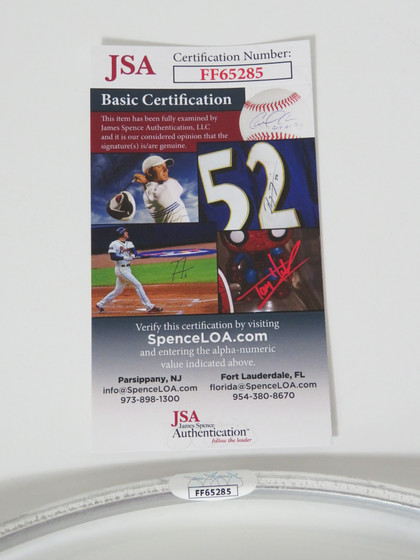 JSA
Certification Number:
FF65285
Basic Certification
This item has been fully examined by
James Spence Authentication, LLC
and it is our considered opinion that the
signature(s) is/are genuine.
52
Verify this certification by visiting
SpenceLOA.com
and entering the alpha-numeric
value indicated above.
Parsippany, NJ
info@SpenceLOA.com
973-898-1300
Fort Lauderdale, FL
florida@SpenceLOA.com
954-380-8670
JSA
James Spence
Authentication™
follow the leader
FF65285